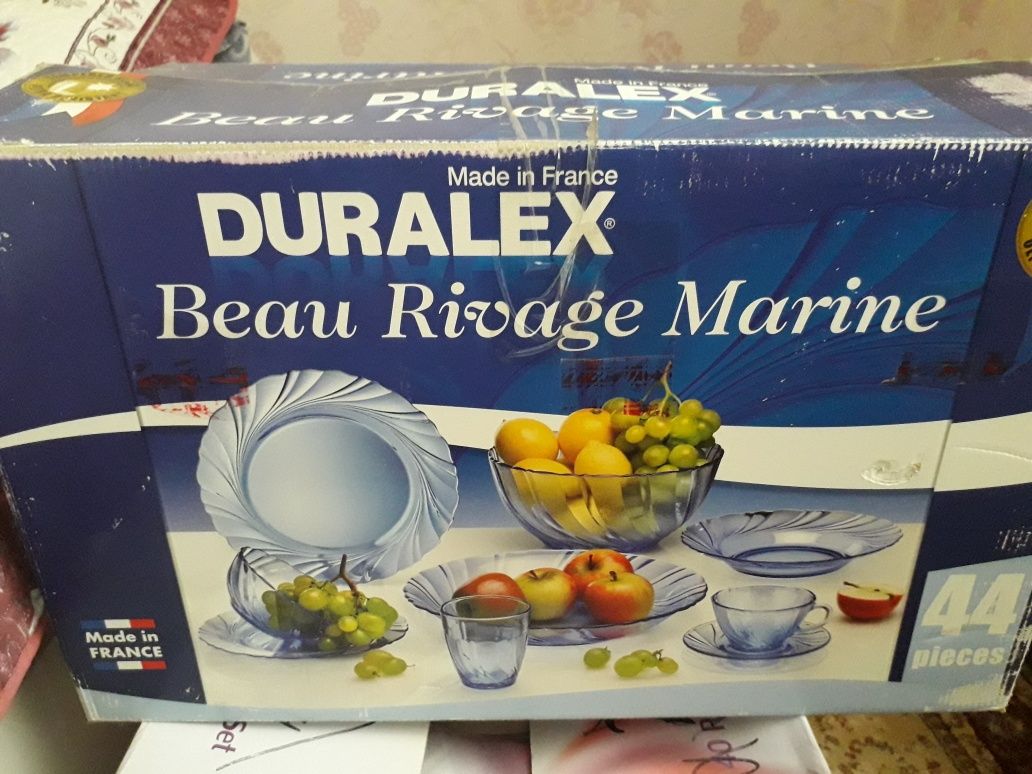 Made in France
DURALEX
Beau Rivage Marine
Made in France
DURALEX®
Beau Rivage Marine
Made in
FRANCE
44
pieces
Set